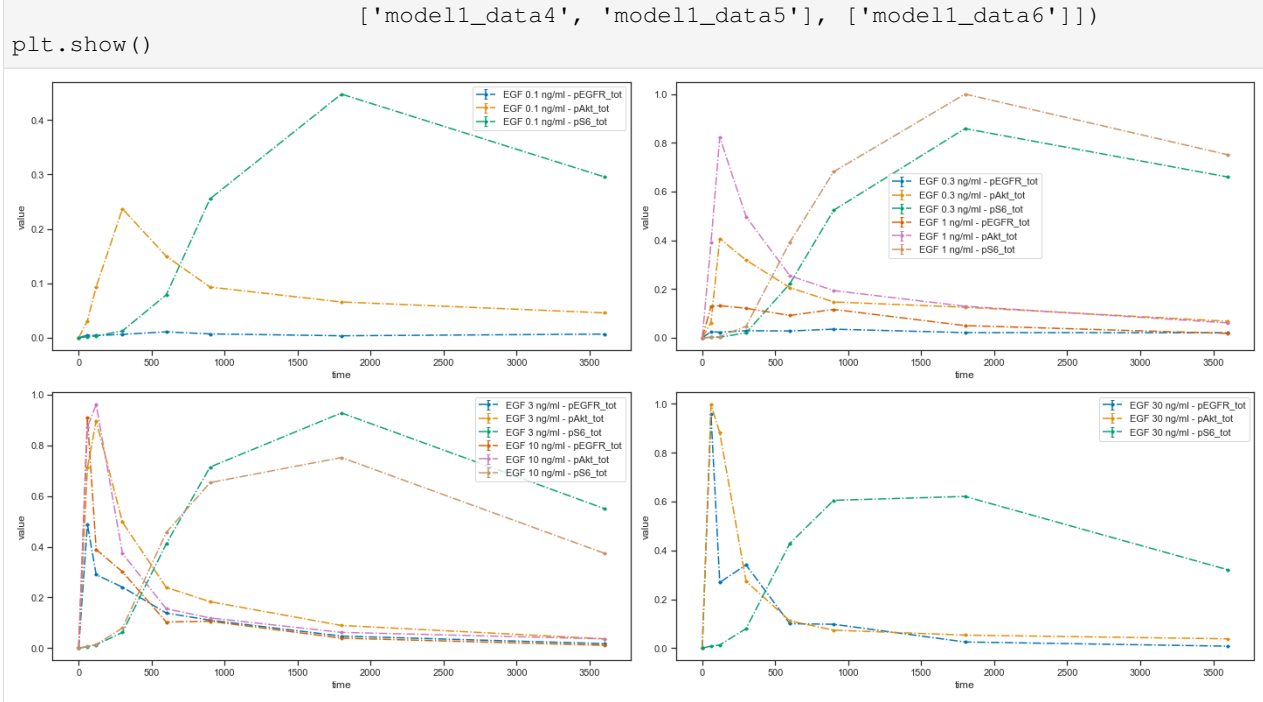 ['model1_data4', 'model1_data5'], ['model1_data6']])
plt.show()
EGF 0.1 ng/ml - pEGFR_tot
EGF 0.1 ng/ml - pAkt_tot
EGF 0.1 ng/ml - pS6_tot
value
0.4
0.3
0.2
0.1
0.0
0 500 1000 1500 2000 2500 3000 3500
time
EGF 0.3 ng/ml - pEGFR_tot
EGF 0.3 ng/ml - pAkt_tot
EGF 0.3 ng/ml - pS6_tot
EGF 1 ng/ml - pEGFR_tot
EGF 1 ng/ml - pAkt_tot
EGF 1 ng/ml - pS6_tot
value
1.0
0.8
0.6
0.4
0.2
0.0
0 500 1000 1500 2000 2500 3000 3500
time
EGF 3 ng/ml - pEGFR_tot
EGF 3 ng/ml - pAkt_tot
EGF 3 ng/ml - pS6_tot
EGF 10 ng/ml - pEGFR_tot
EGF 10 ng/ml - pAkt_tot
EGF 10 ng/ml - pS6_tot
value
1.0
0.8
0.6
0.4
0.2
0.0
0 500 1000 1500 2000 2500 3000 3500
time
EGF 30 ng/ml - pEGFR_tot
EGF 30 ng/ml - pAkt_tot
EGF 30 ng/ml - pS6_tot
value
1.0
0.8
0.6
0.4
0.2
0.0
0 500 1000 1500 2000 2500 3000 3500
time